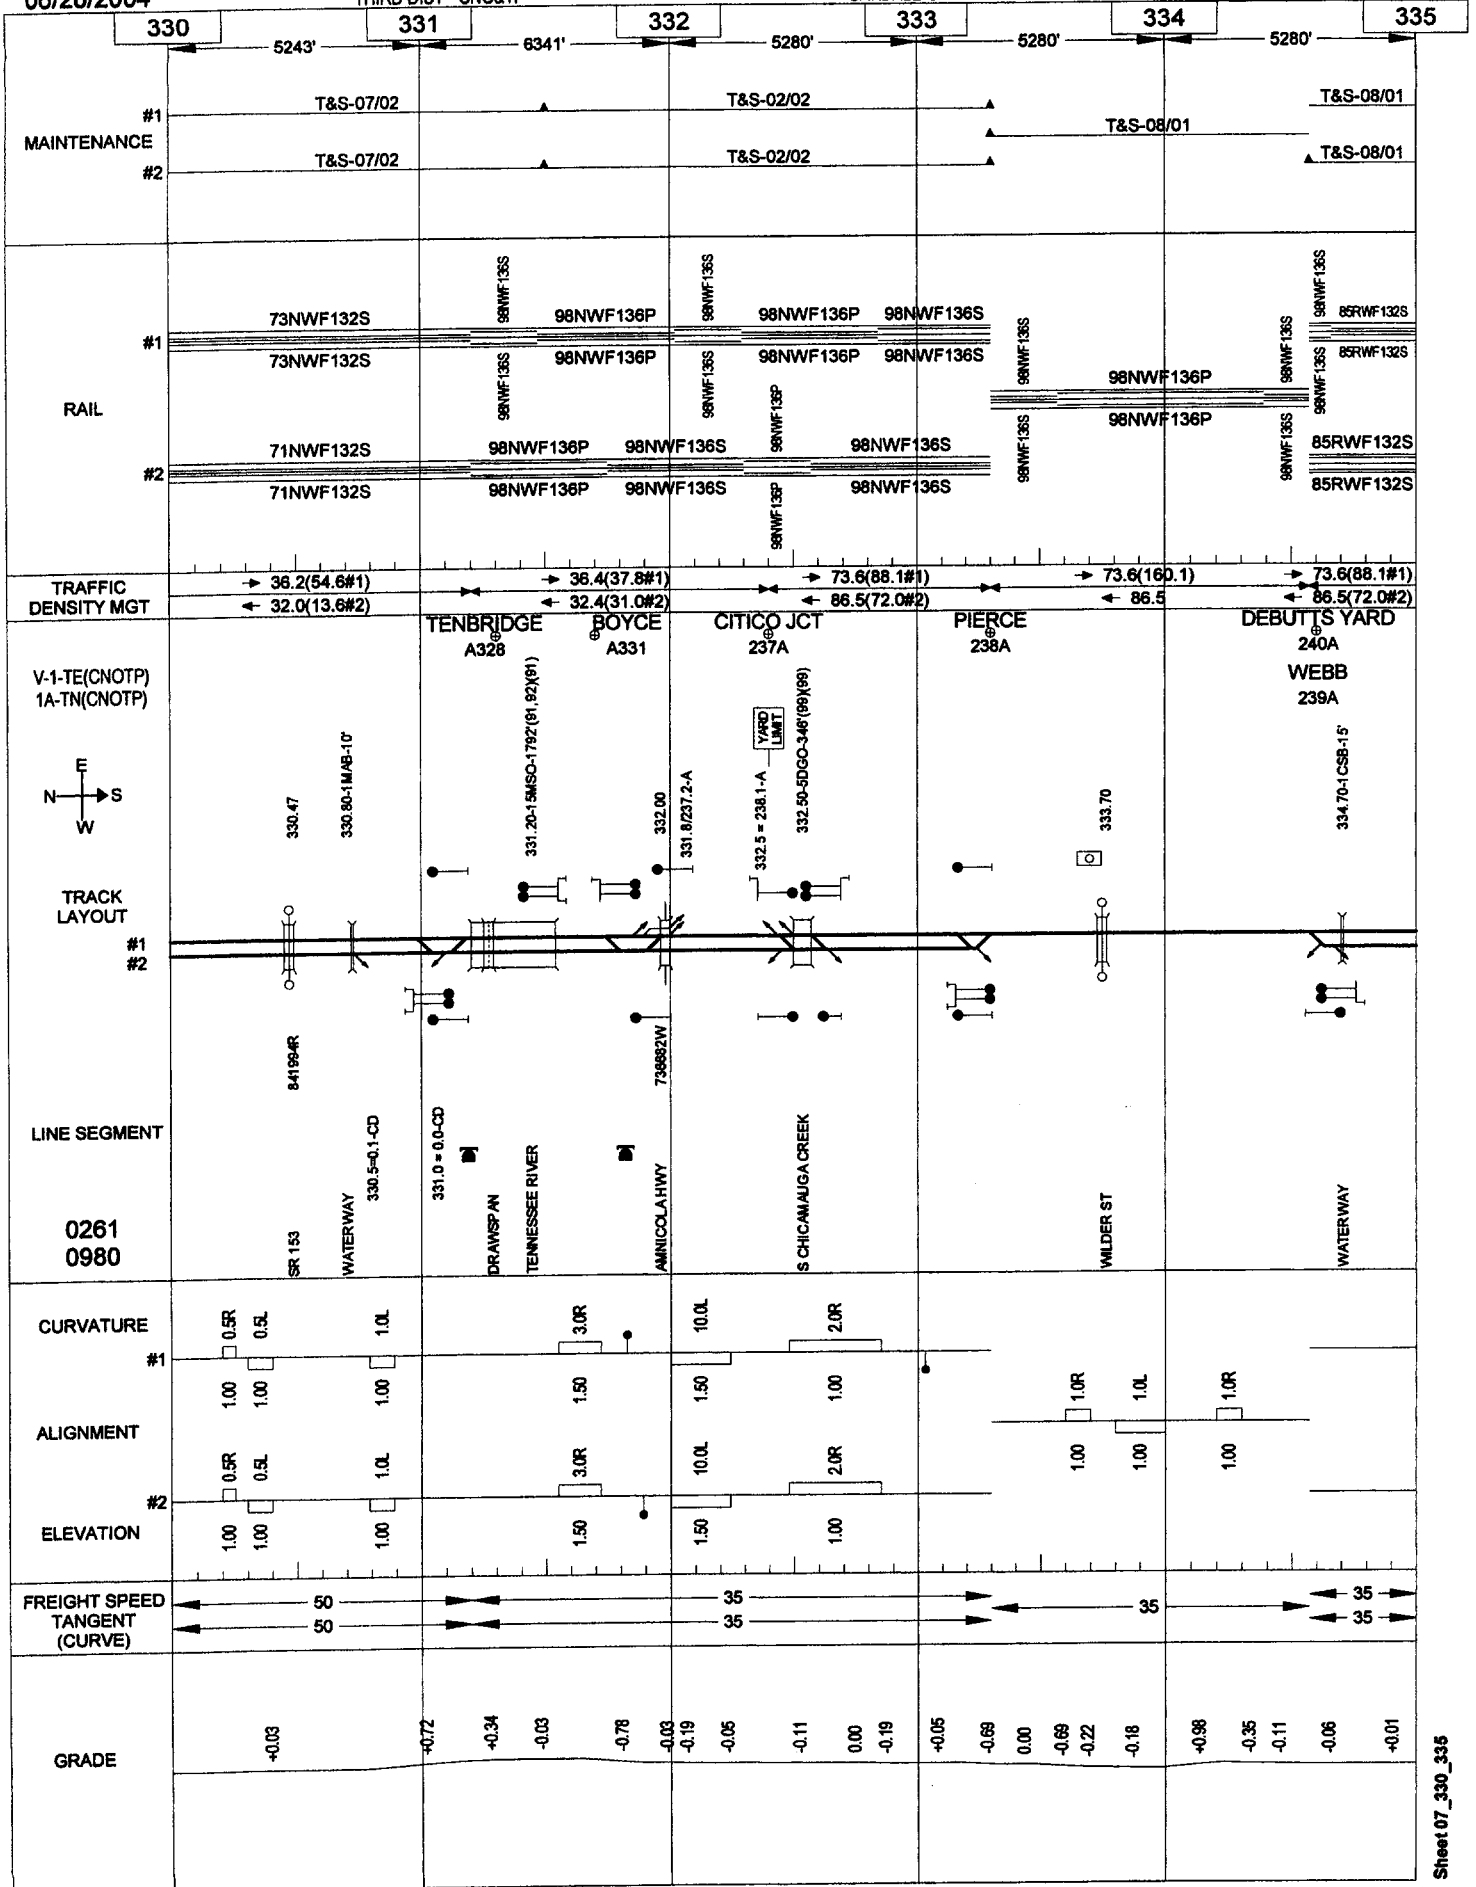 330 331 332 333 334 335
5243' 6341' 5280' 5280' 5280'
MAINTENANCE
#1
T&S-07/02 T&S-02/02 T&S-08/01
T&S-08/01
#2
T&S-07/02 T&S-02/02 T&S-08/01
RAIL
98NWF136S 98NWF136S 98NWF136S
73NWF132S 98NWF136P 98NWF136P 98NWF136S 85RWF132S
#1
73NWF132S 98NWF136P 98NWF136P 98NWF136S 85RWF132S
98NWF136S 98NWF136S 98NWF136S
98NWF136S 98NWF136S
98NWF136P
98NWF136P
98NWF136S 98NWF136S
98NWF136P
71NWF132S 98NWF136P 98NWF136S 98NWF136S 85RWF132S
#2
71NWF132S 98NWF136P 98NWF136S 98NWF136S 85RWF132S
98NWF136P
TRAFFIC
DENSITY MGT
36.2(54.6#1) 36.4(37.8#1) 73.6(88.1#1) 73.6(160.1) 73.6(88.1#1)
32.0(13.6#2) 32.4(31.0#2) 86.5(72.0#2) 86.5 86.5(72.0#2)
TENBRIDGE BOYCE CITICO JCT PIERCE DEBUTTS YARD
A328 A331 237A 238A 240A
WEBB
239A
V-1-TE(CNOTP)
1A-TN(CNOTP)
E
N S
W
330.47
330.80-1MAB-10'
331.20-15MSO-1792'(91,92)(91)
332.00
331.8/237.2-A
332.5 = 238.1-A
YARD
LIMIT
332.50-5DGO-346'(99)(99)
333.70
334.70-1CSB-15'
TRACK
LAYOUT
#1
#2
841994R
736682W
LINE SEGMENT
0261
0980
SR 153
WATERWAY
330.5=0.1-CD
331.0 = 0.0-CD
DRAWSPAN
TENNESSEE RIVER
AMNICOLA HWY
S CHICAMAUGA CREEK
WILDER ST
WATERWAY
CURVATURE
#1
0.5R 0.5L 1.0L 3.0R 10.0L 2.0R
1.00 1.00 1.00 1.50 1.50 1.00
ALIGNMENT
1.0R 1.0L 1.0R
1.00 1.00 1.00
#2
0.5R 0.5L 1.0L 3.0R 10.0L 2.0R
1.00 1.00 1.00 1.50 1.50 1.00
ELEVATION
FREIGHT SPEED
TANGENT
(CURVE)
50 35 35 35
50 35 35
GRADE
+0.03 +0.72 +0.34 -0.03 -0.78 -0.03 -0.19 -0.05 -0.11 0.00 -0.19 +0.05 -0.69 0.00 -0.69 -0.22 -0.18 +0.98 -0.35 -0.11 -0.06 +0.01
Sheet 07_330_335